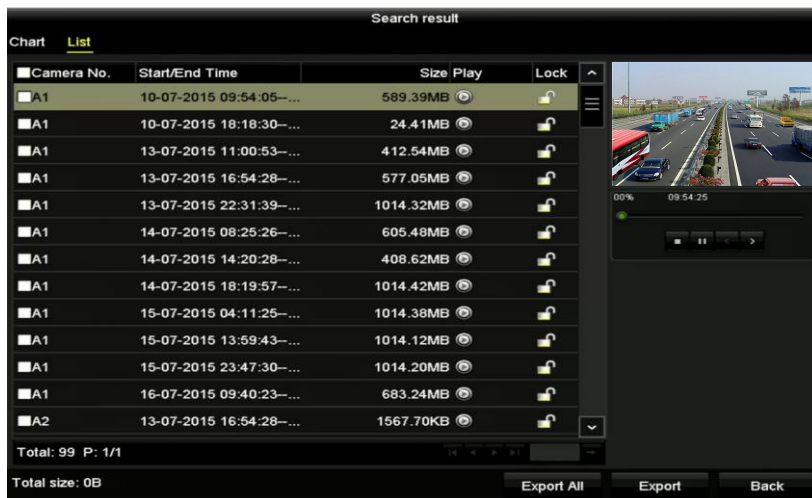 Search result
Chart List
Camera No. Start/End Time Size Play Lock
A1 10-07-2015 09:54:05--... 589.39MB
A1 10-07-2015 18:18:30--... 24.41MB
A1 13-07-2015 11:00:53--... 412.54MB
A1 13-07-2015 16:54:28--... 577.05MB
A1 13-07-2015 22:31:39--... 1014.32MB
A1 14-07-2015 08:25:26--... 605.48MB
A1 14-07-2015 14:20:28--... 408.62MB
A1 14-07-2015 18:19:57--... 1014.42MB
A1 15-07-2015 04:11:25--... 1014.38MB
A1 15-07-2015 13:59:43--... 1014.12MB
A1 15-07-2015 23:47:30--... 1014.20MB
A1 16-07-2015 09:40:23--... 683.24MB
A2 13-07-2015 16:54:28--... 1567.70KB
00% 09:54:25
Total: 99 P: 1/1
Total size: 0B
Export All Export Back